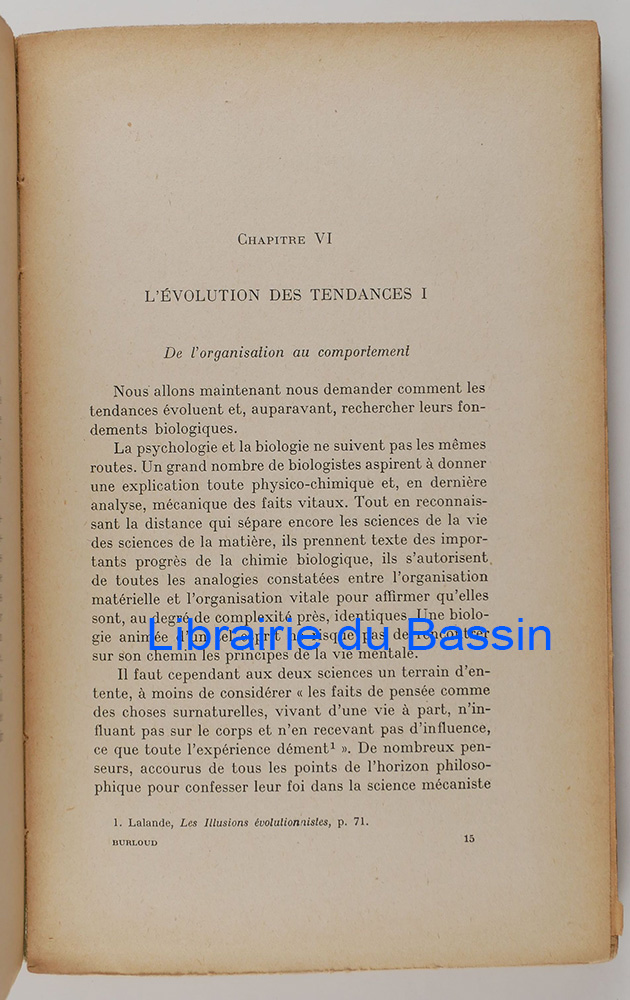 CHAPITRE VI
L'ÉVOLUTION DES TENDANCES I
De l'organisation au comportement
Nous allons maintenant nous demander comment les
tendances évoluent et, auparavant, rechercher leurs fon-
dements biologiques.
La psychologie et la biologie ne suivent pas les mêmes
routes. Un grand nombre de biologistes aspirent à donner
une explication toute physico-chimique et, en dernière
analyse, mécanique des faits vitaux. Tout en reconnais-
sant la distance qui sépare encore les sciences de la vie
des sciences de la matière, ils prennent texte des impor-
tants progrès de la chimie biologique, ils s'autorisent
de toutes les analogies constatées entre l'organisation
matérielle et l'organisation vitale pour affirmer qu'elles
sont, au degré de complexité près, identiques. Une biolo-
gie animée d'un tel esprit ne risque pas de rencontrer
Librairie du Bassin
sur son chemin les principes de la vie mentale.
Il faut cependant aux deux sciences un terrain d'en-
tente, à moins de considérer « les faits de pensée comme
des choses surnaturelles, vivant d'une vie à part, n'in-
fluant pas sur le corps et n'en recevant pas d'influence,
ce que toute l'expérience dément¹ ». De nombreux pen-
seurs, accourus de tous les points de l'horizon philoso-
phique pour confesser leur foi dans la science mécaniste
1. Lalande, Les Illusions évolutionnistes, p. 71.
BURLOUD 15